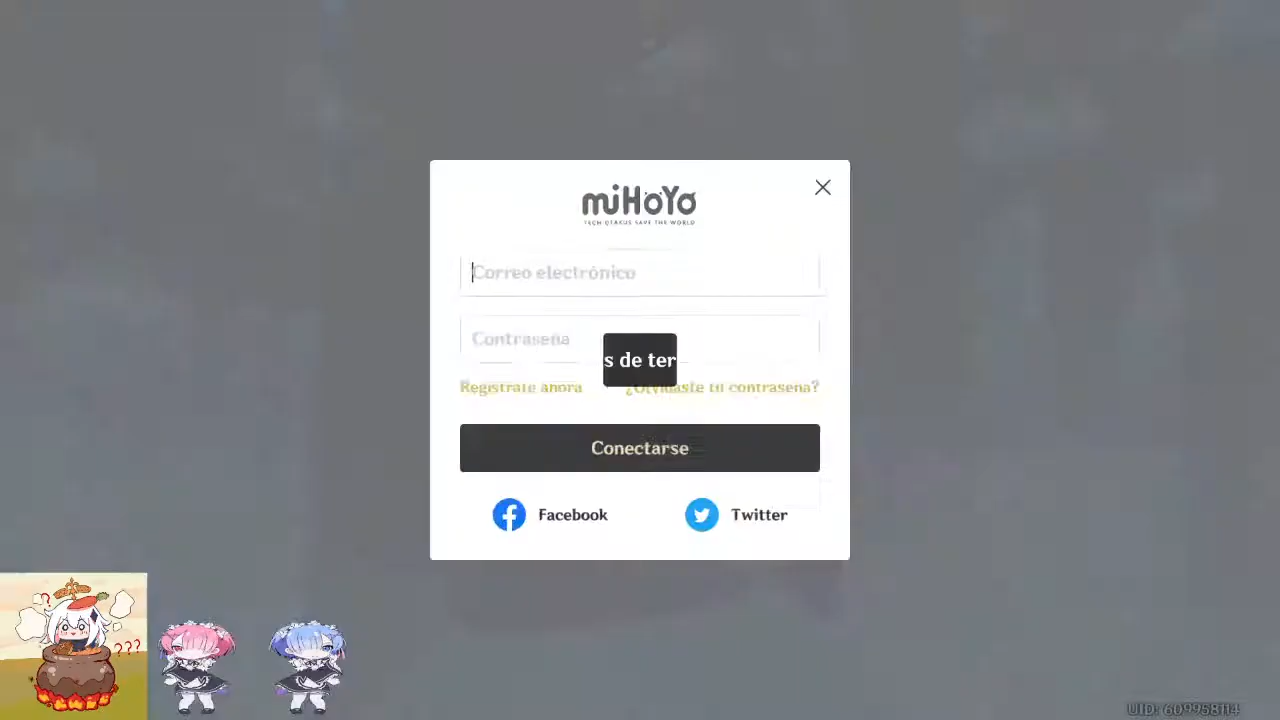 miHoYo
TECH OTAKUS SAVE THE WORLD
Correo electrónico
Contraseña
s de ter
Regístrate ahora
¿Olvidaste tu contraseña?
Conectarse
Facebook
Twitter
?
???
UID: 609958114